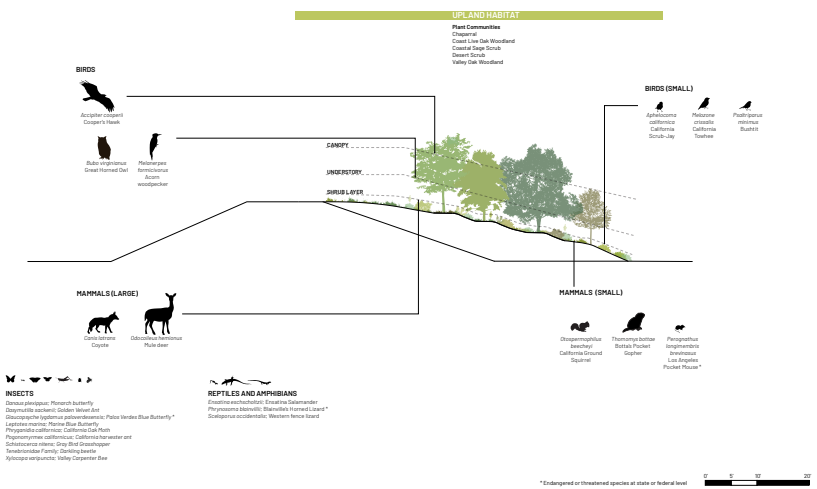 UPLAND HABITAT
Plant Communities
Chaparral
Coast Live Oak Woodland
Coastal Sage Scrub
Desert Scrub
Valley Oak Woodland
BIRDS
Accipiter cooperii
Cooper's Hawk
Bubo virginianus
Great Horned Owl
Melanerpes
formicivorus
Acorn
woodpecker
BIRDS (SMALL)
Aphelocoma
californica
California
Scrub-Jay
Melozone
crissalis
California
Towhee
Psaltriparus
minimus
Bushtit
CANOPY
UNDERSTORY
SHRUB LAYER
MAMMALS (LARGE)
Canis latrans
Coyote
Odocoileus hemionus
Mule deer
MAMMALS (SMALL)
Otospermophilus
beecheyi
California Ground
Squirrel
Thomomys bottae
Botta's Pocket
Gopher
Perognathus
longimembris
brevinasus
Los Angeles
Pocket Mouse *
INSECTS
Danaus plexippus; Monarch butterfly
Dasymutilla sackenii; Golden Velvet Ant
Glaucopsyche lygdamus palosverdesensis; Palos Verdes Blue Butterfly *
Leptotes marina; Marine Blue Butterfly
Phryganidia californica; California Oak Moth
Pogonomyrmex californicus; California harvester ant
Schistocerca nitens; Gray Bird Grasshopper
Tenebrionidae Family; Darkling beetle
Xylocopa varipuncta; Valley Carpenter Bee
REPTILES AND AMPHIBIANS
Ensatina eschscholtzii; Ensatina Salamander
Phrynosoma blainvillii; Blainville's Horned Lizard *
Sceloporus occidentalis; Western fence lizard
* Endangered or threatened species at state or federal level
0' 5' 10' 20'